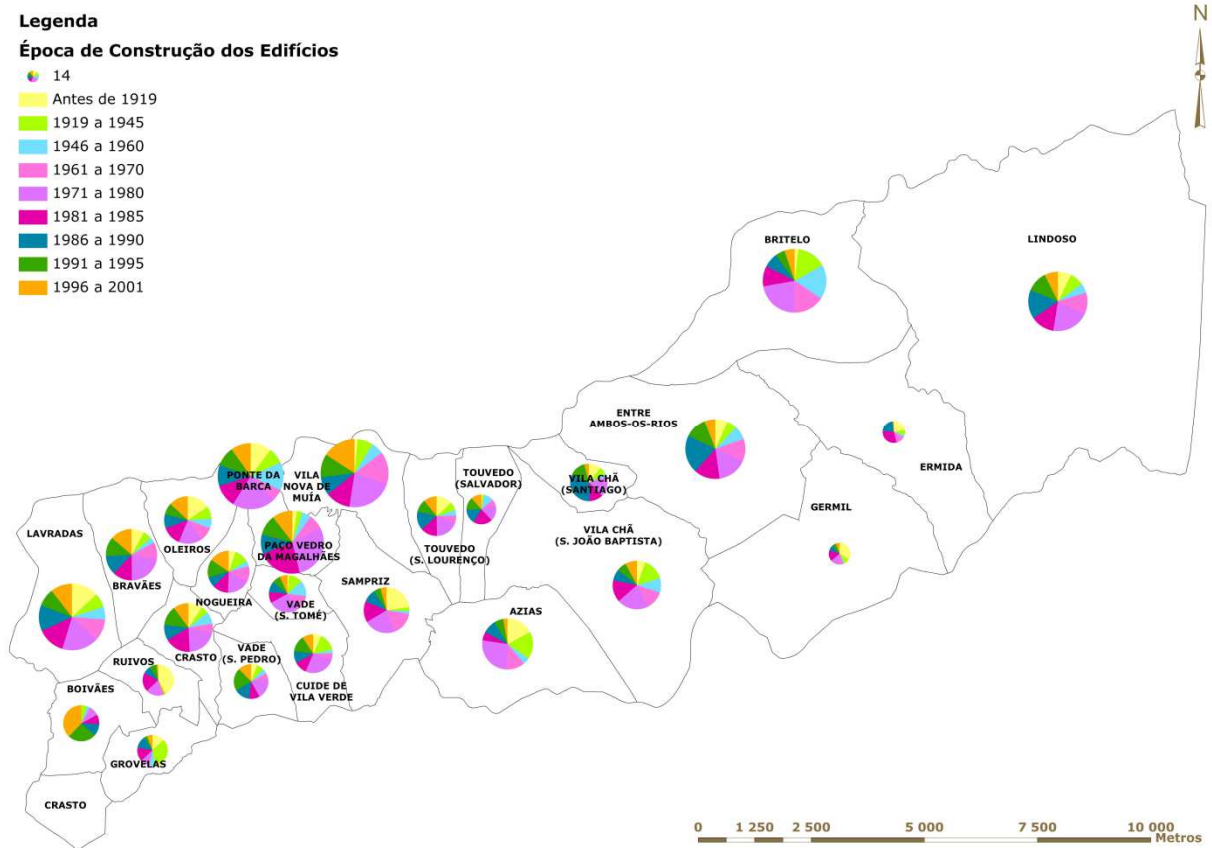 Legenda
Época de Construção dos Edifícios
14
Antes de 1919
1919 a 1945
1946 a 1960
1961 a 1970
1971 a 1980
1981 a 1985
1986 a 1990
1991 a 1995
1996 a 2001
N
BRITELO
LINDOSO
ENTRE
AMBOS-OS-RIOS
ERMIDA
GERMIL
PONTE DA
BARCA
VILA
NOVA DE
MUÍA
TOUVEDO
(SALVADOR)
VILA CHÃ
(SANTIAGO)
LAVRADAS
OLEIROS
BRAVÃES
PAÇO VEDRO
DA MAGALHÃES
TOUVEDO
(S. LOURENÇO)
VILA CHÃ
(S. JOÃO BAPTISTA)
SAMPRIZ
NOGUEIRA
VADE
(S. TOMÉ)
AZIAS
CRASTO
VADE
(S. PEDRO)
RUIVOS
CUIDE DE
VILA VERDE
BOIVÃES
GROVELAS
CRASTO
0 1 250 2 500 5 000 7 500 10 000
Metros